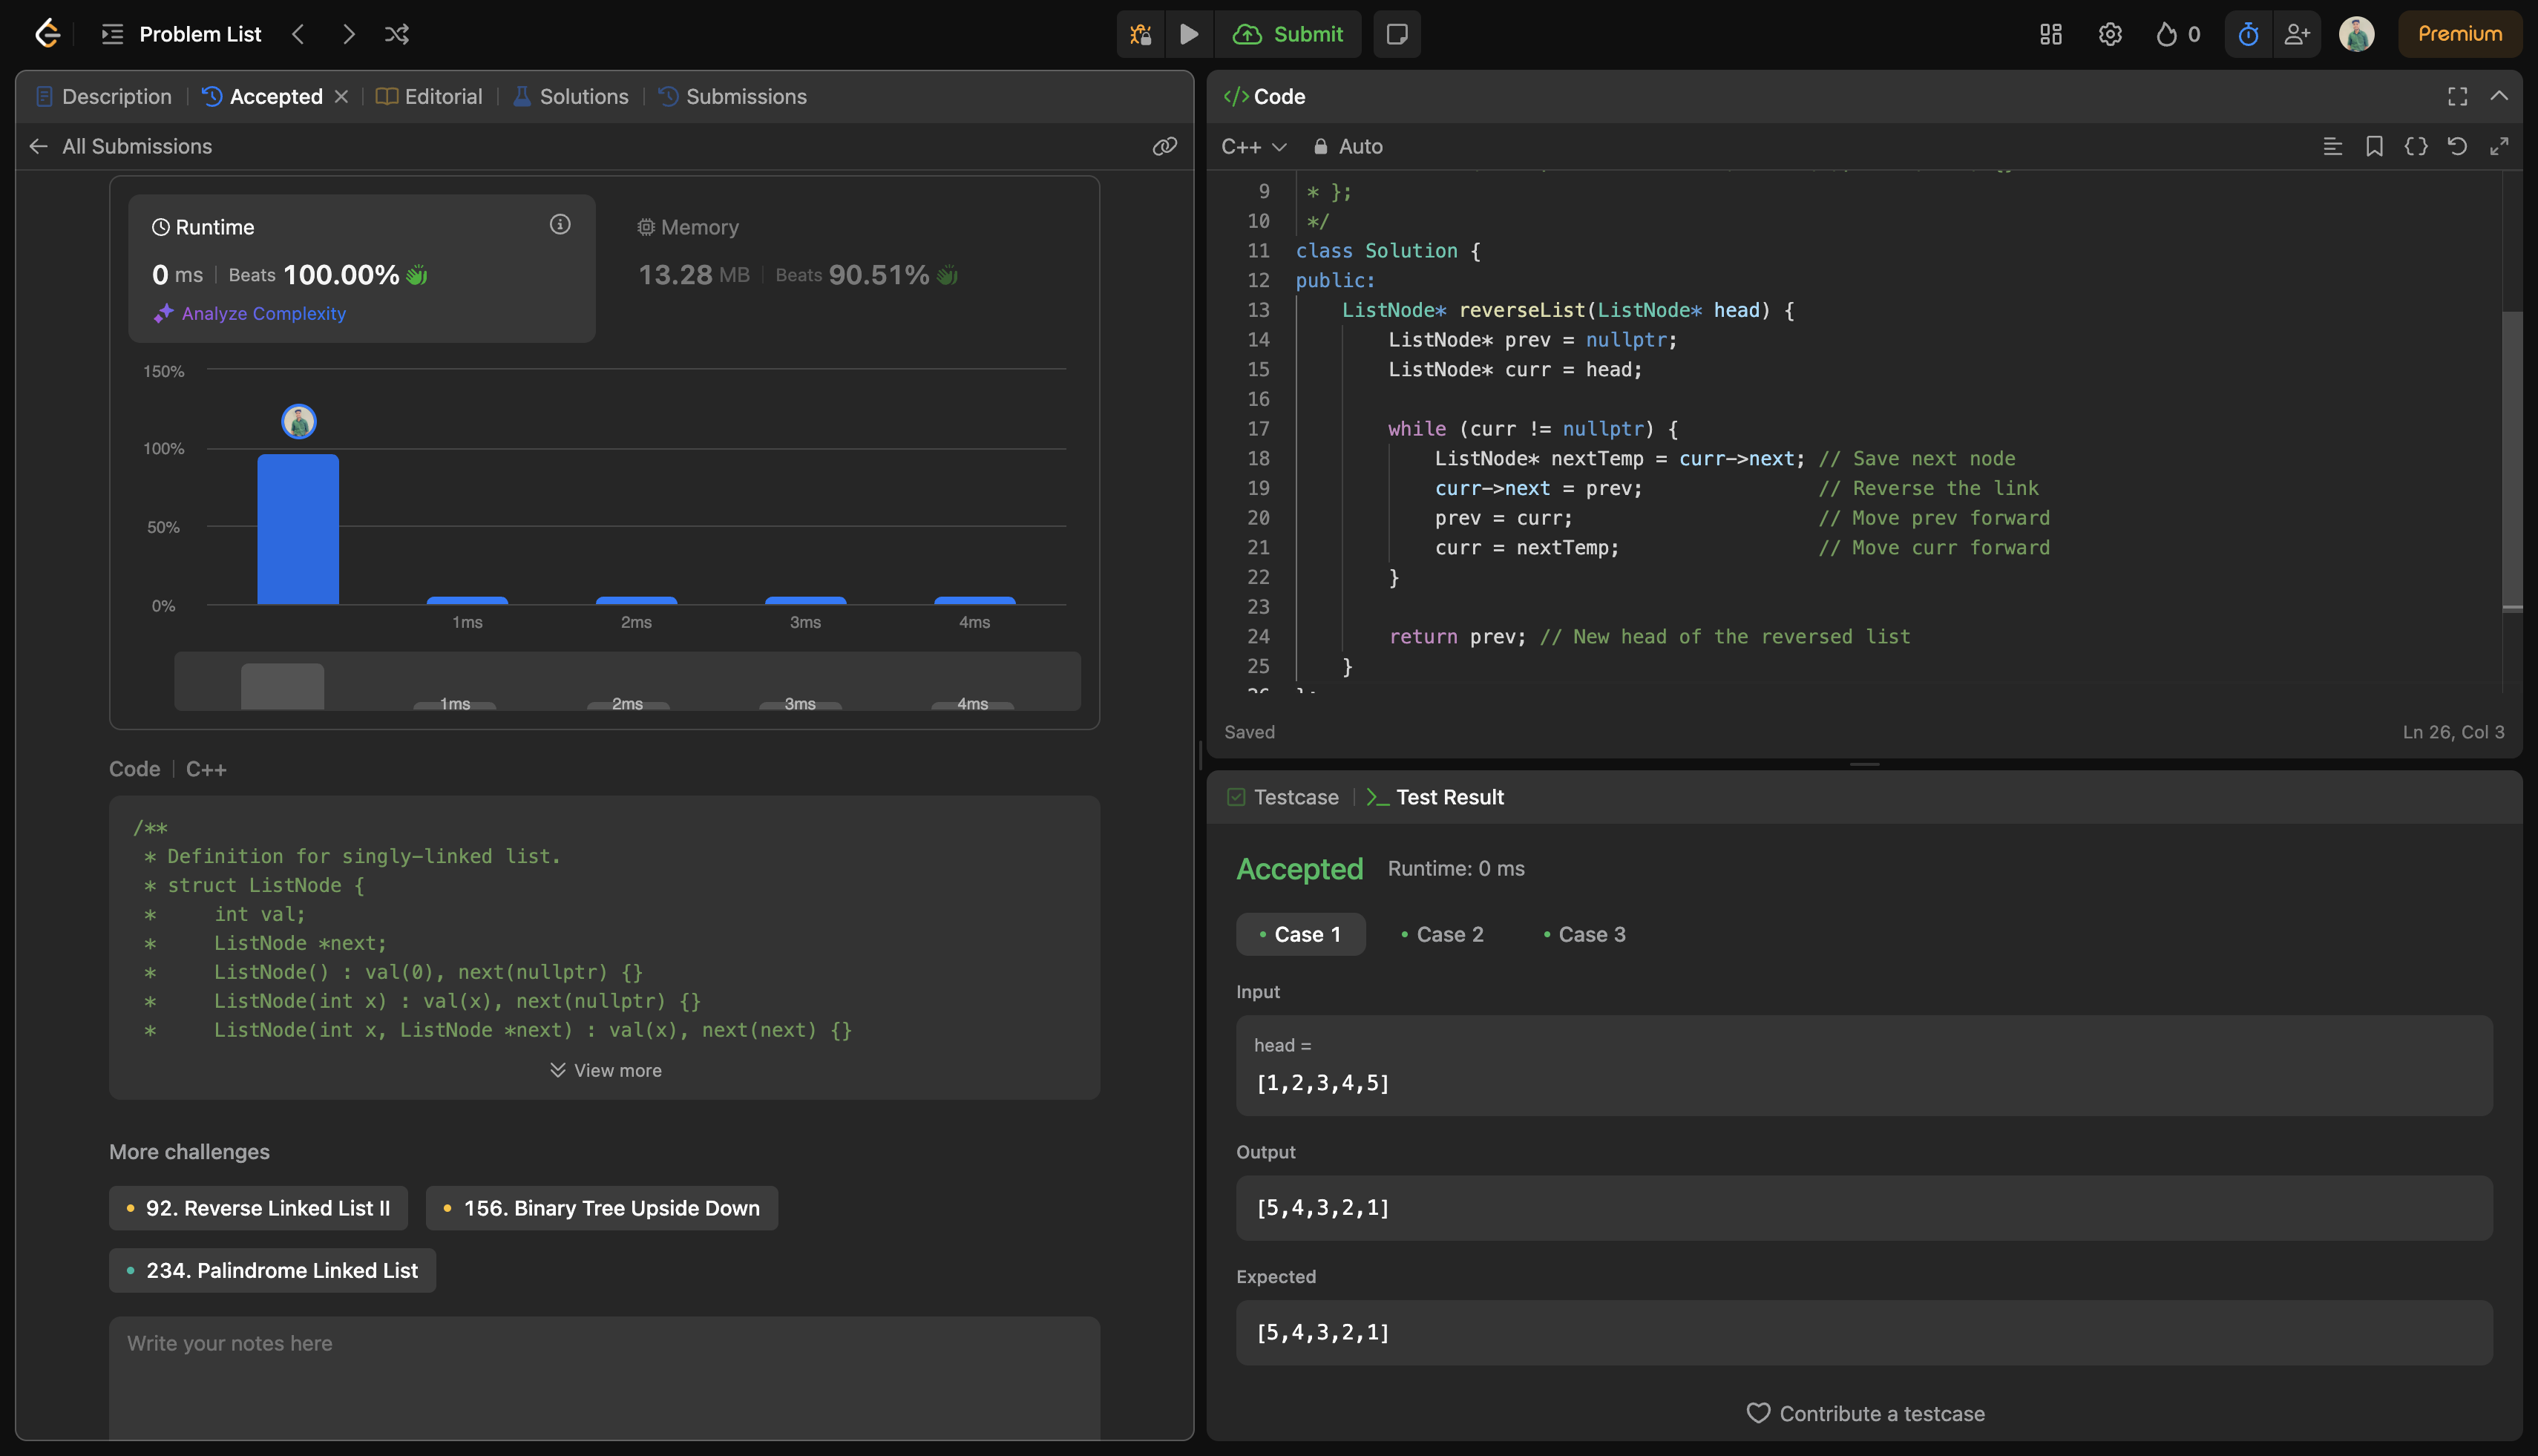 Problem List
Submit
0
Premium
Description
Accepted
Editorial
Solutions
Submissions
All Submissions
Runtime
0 ms
Beats 100.00%
Analyze Complexity
Memory
13.28 MB
Beats 90.51%
150%
100%
50%
0%
1ms
2ms
3ms
4ms
1ms
2ms
3ms
4ms
Code
C++
/**
 * Definition for singly-linked list.
 * struct ListNode {
 *     int val;
 *     ListNode *next;
 *     ListNode() : val(0), next(nullptr) {}
 *     ListNode(int x) : val(x), next(nullptr) {}
 *     ListNode(int x, ListNode *next) : val(x), next(next) {}
View more
More challenges
92. Reverse Linked List II
156. Binary Tree Upside Down
234. Palindrome Linked List
Write your notes here
</> Code
C++
Auto
9  * };
10  */
11 class Solution {
12 public:
13     ListNode* reverseList(ListNode* head) {
14         ListNode* prev = nullptr;
15         ListNode* curr = head;
16
17         while (curr != nullptr) {
18             ListNode* nextTemp = curr->next; // Save next node
19             curr->next = prev;               // Reverse the link
20             prev = curr;                     // Move prev forward
21             curr = nextTemp;                 // Move curr forward
22         }
23
24         return prev; // New head of the reversed list
25     }
Saved
Ln 26, Col 3
Testcase
Test Result
Accepted
Runtime: 0 ms
Case 1
Case 2
Case 3
Input
head =
[1,2,3,4,5]
Output
[5,4,3,2,1]
Expected
[5,4,3,2,1]
Contribute a testcase